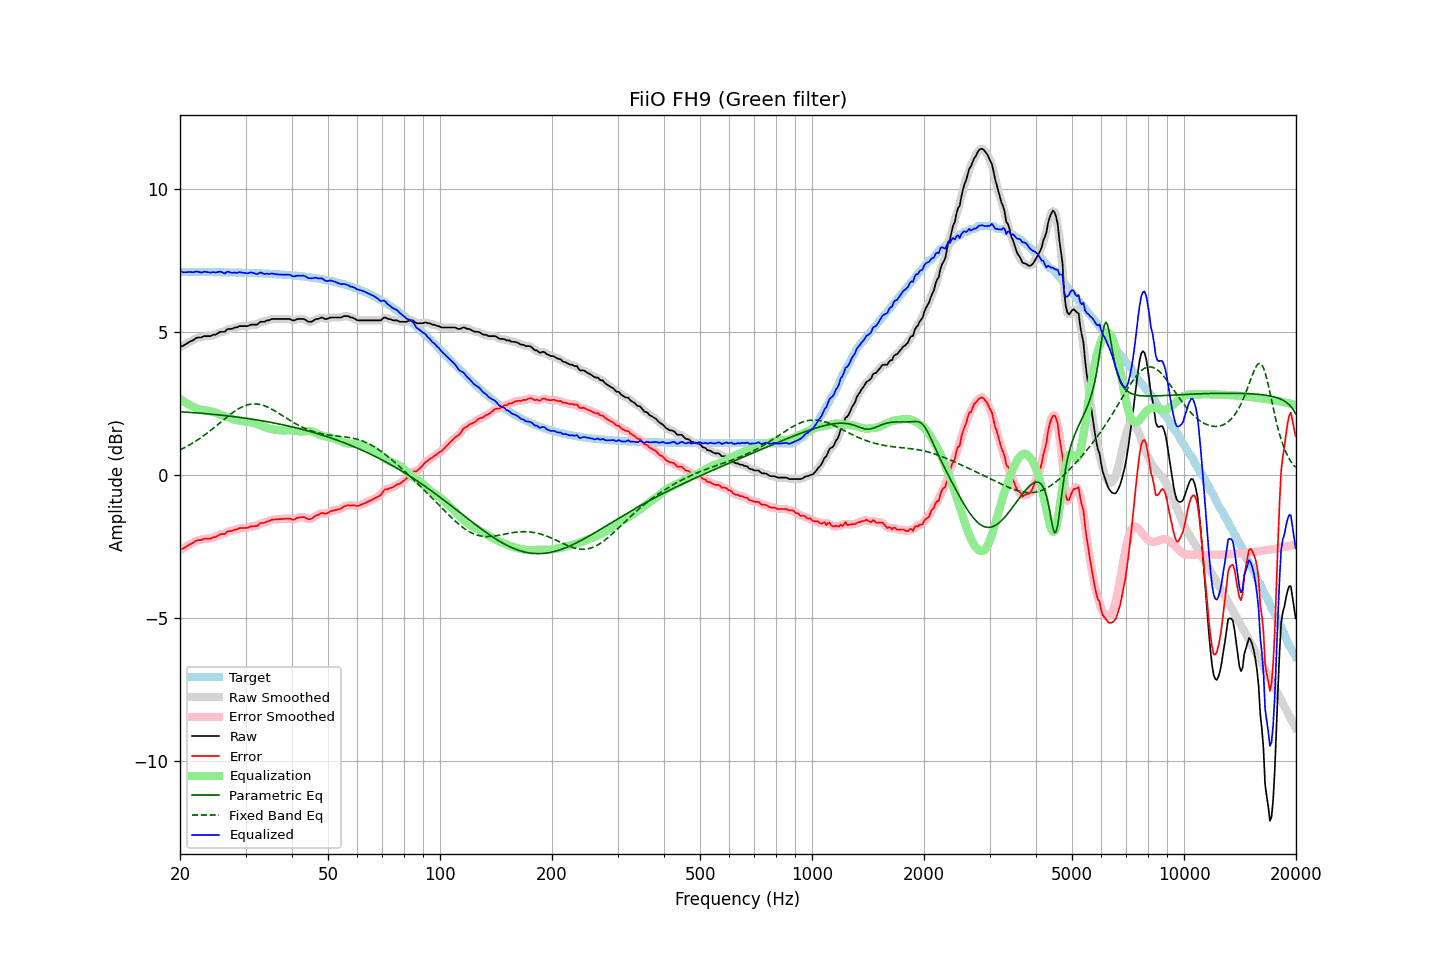 FiiO FH9 (Green filter)
Amplitude (dBr)
10
5
0
−5
−10
Target
Raw Smoothed
Error Smoothed
Raw
Error
Equalization
Parametric Eq
Fixed Band Eq
Equalized
20 50 100 200 500 1000 2000 5000 10000 20000
Frequency (Hz)